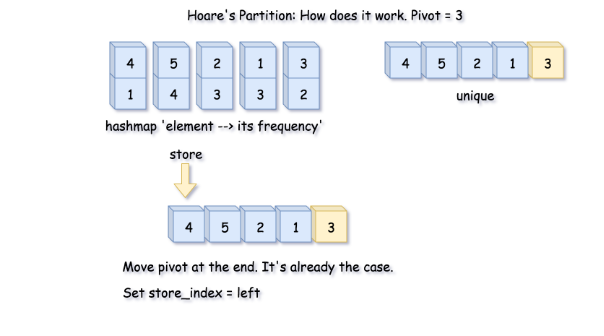 Hoare's Partition: How does it work. Pivot = 3
4 5 2 1 3
1 4 3 3 2
hashmap 'element --> its frequency'
4 5 2 1 3
unique
store
4 5 2 1 3
Move pivot at the end. It's already the case.
Set store_index = left